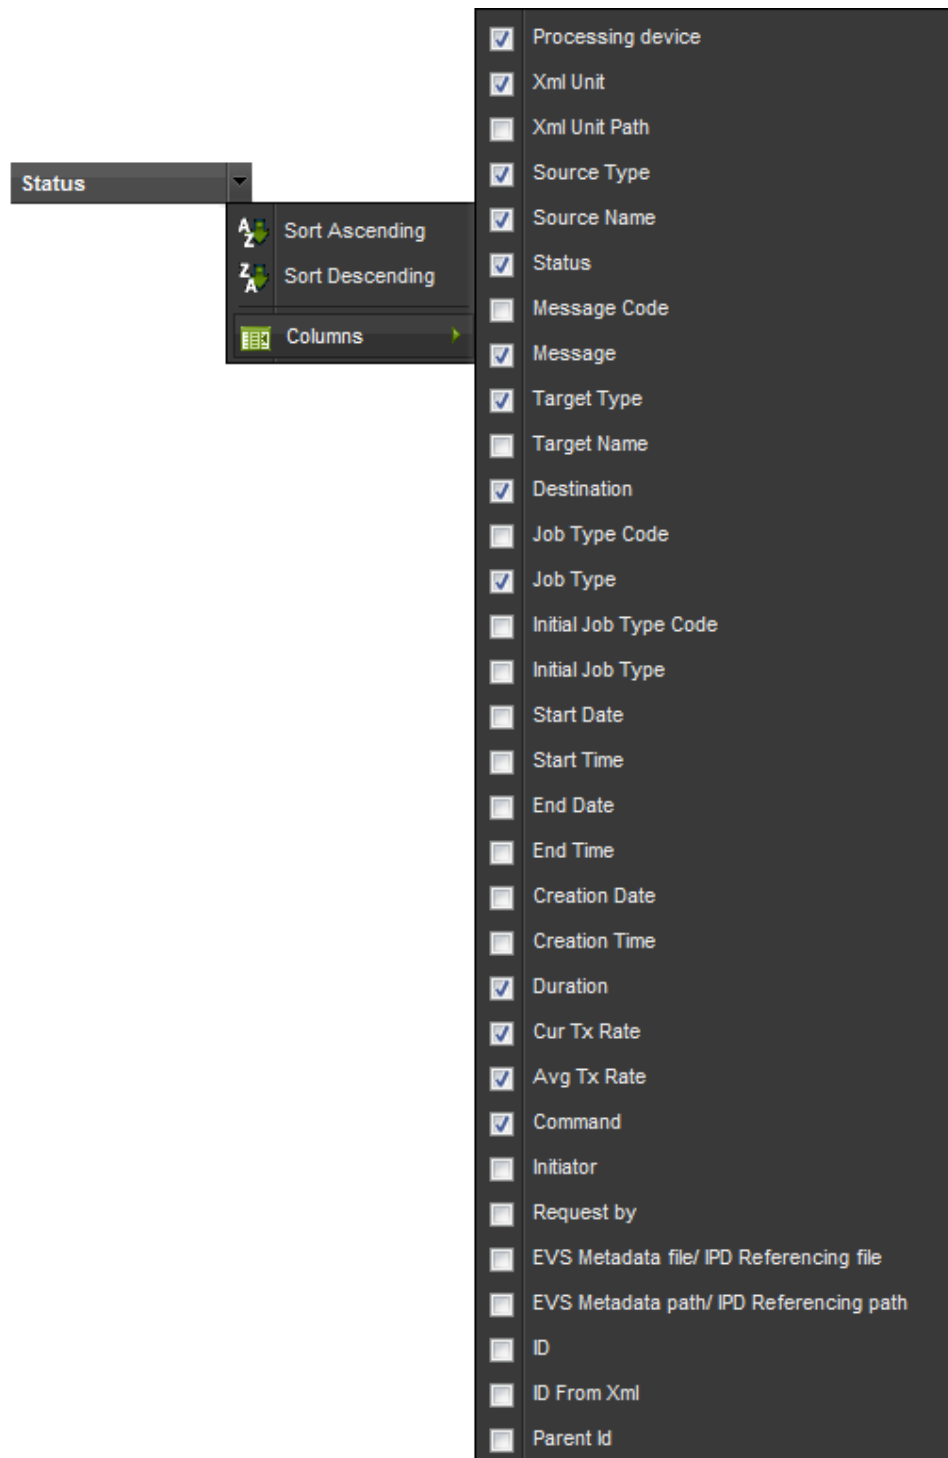 Status
Sort Ascending
Sort Descending
Columns
Processing device
Xml Unit
Xml Unit Path
Source Type
Source Name
Status
Message Code
Message
Target Type
Target Name
Destination
Job Type Code
Job Type
Initial Job Type Code
Initial Job Type
Start Date
Start Time
End Date
End Time
Creation Date
Creation Time
Duration
Cur Tx Rate
Avg Tx Rate
Command
Initiator
Request by
EVS Metadata file/ IPD Referencing file
EVS Metadata path/ IPD Referencing path
ID
ID From Xml
Parent Id